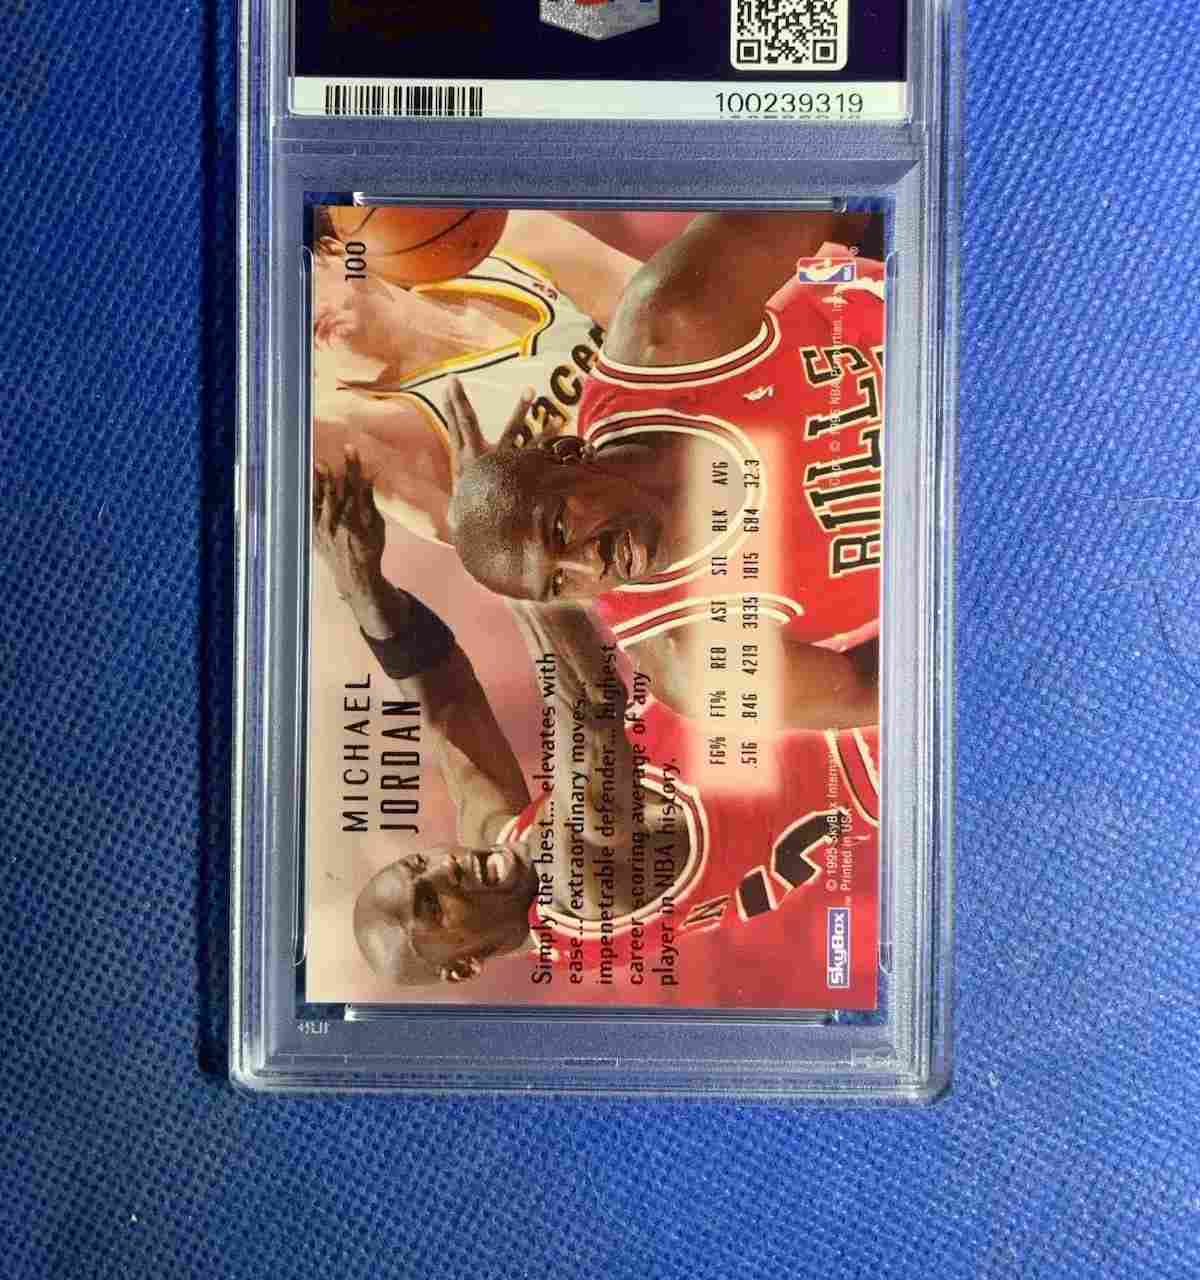 100239319
100
MICHAEL
JORDAN
Simply the best... elevates with
ease... extraordinary moves...
impenetrable defender... highest
career scoring average of any
player in NBA history.
FG% FT% REB AST STL BLK AVG
.516 .846 4219 3935 1815 684 32.3
BULLS
SkyBox
© 1995 SkyBox
Printed in USA